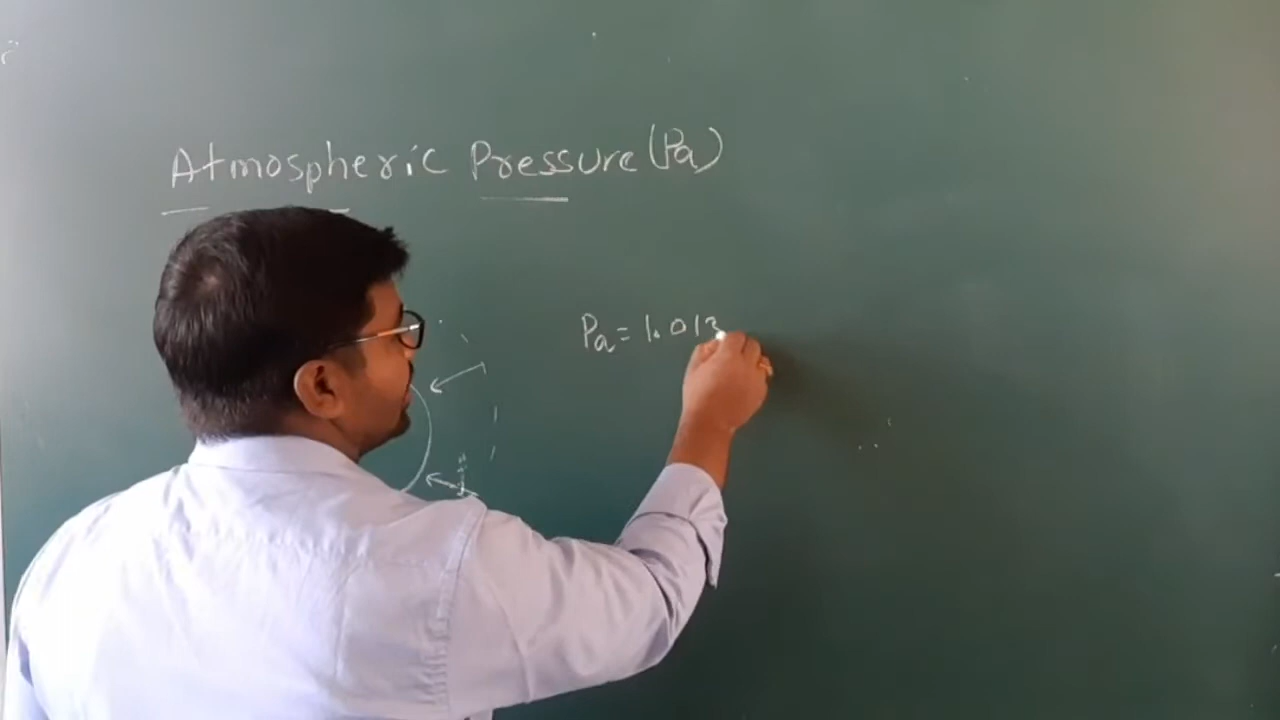 Atmospheric Pressure (Pa)
Pa = 1.013